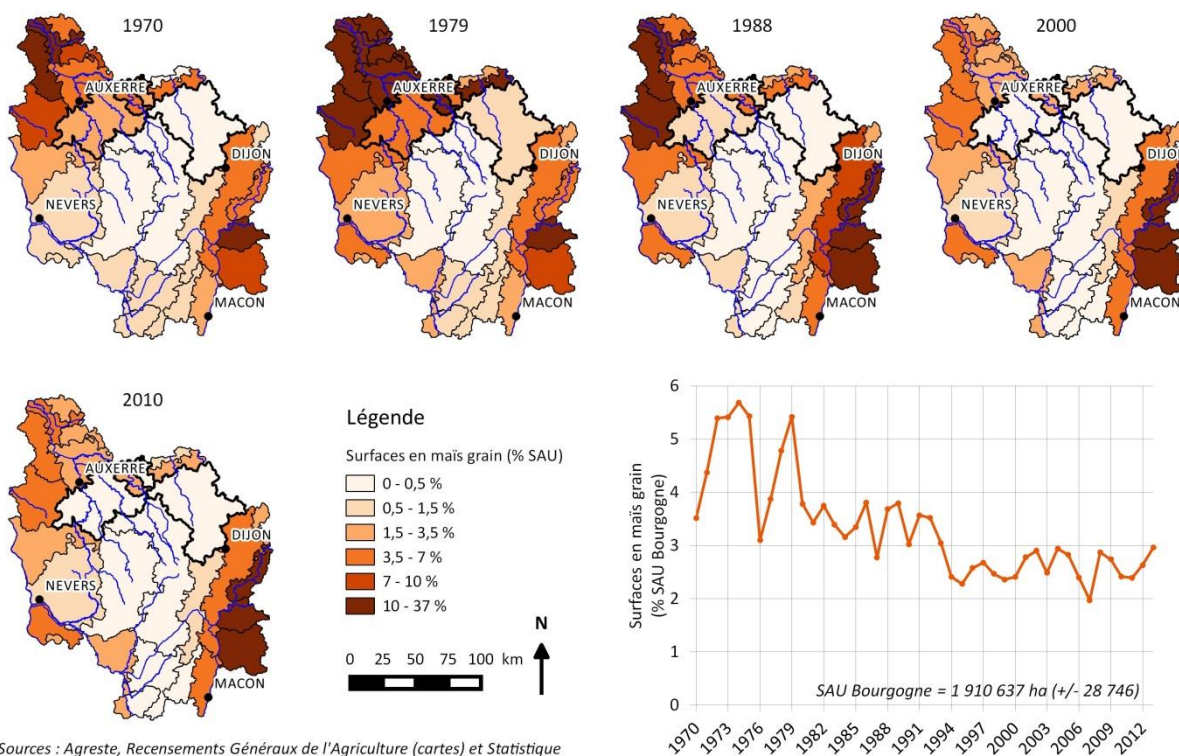 1970
1979
1988
2000
AUXERRE
DIJON
NEVERS
MACON
AUXERRE
DIJON
NEVERS
MACON
AUXERRE
DIJON
NEVERS
MACON
AUXERRE
DIJON
NEVERS
MACON
2010
AUXERRE
DIJON
NEVERS
MACON
Légende
Surfaces en maïs grain (% SAU)
0 - 0,5 %
0,5 - 1,5 %
1,5 - 3,5 %
3,5 - 7 %
7 - 10 %
10 - 37 %
N
0 25 50 75 100 km
Surfaces en maïs grain
(% SAU Bourgogne)
6
5
4
3
2
1
0
SAU Bourgogne = 1 910 637 ha (+/- 28 746)
1970 1973 1976 1979 1982 1985 1988 1991 1994 1997 2000 2003 2006 2009 2012
Sources : Agreste, Recensements Généraux de l'Agriculture (cartes) et Statistique